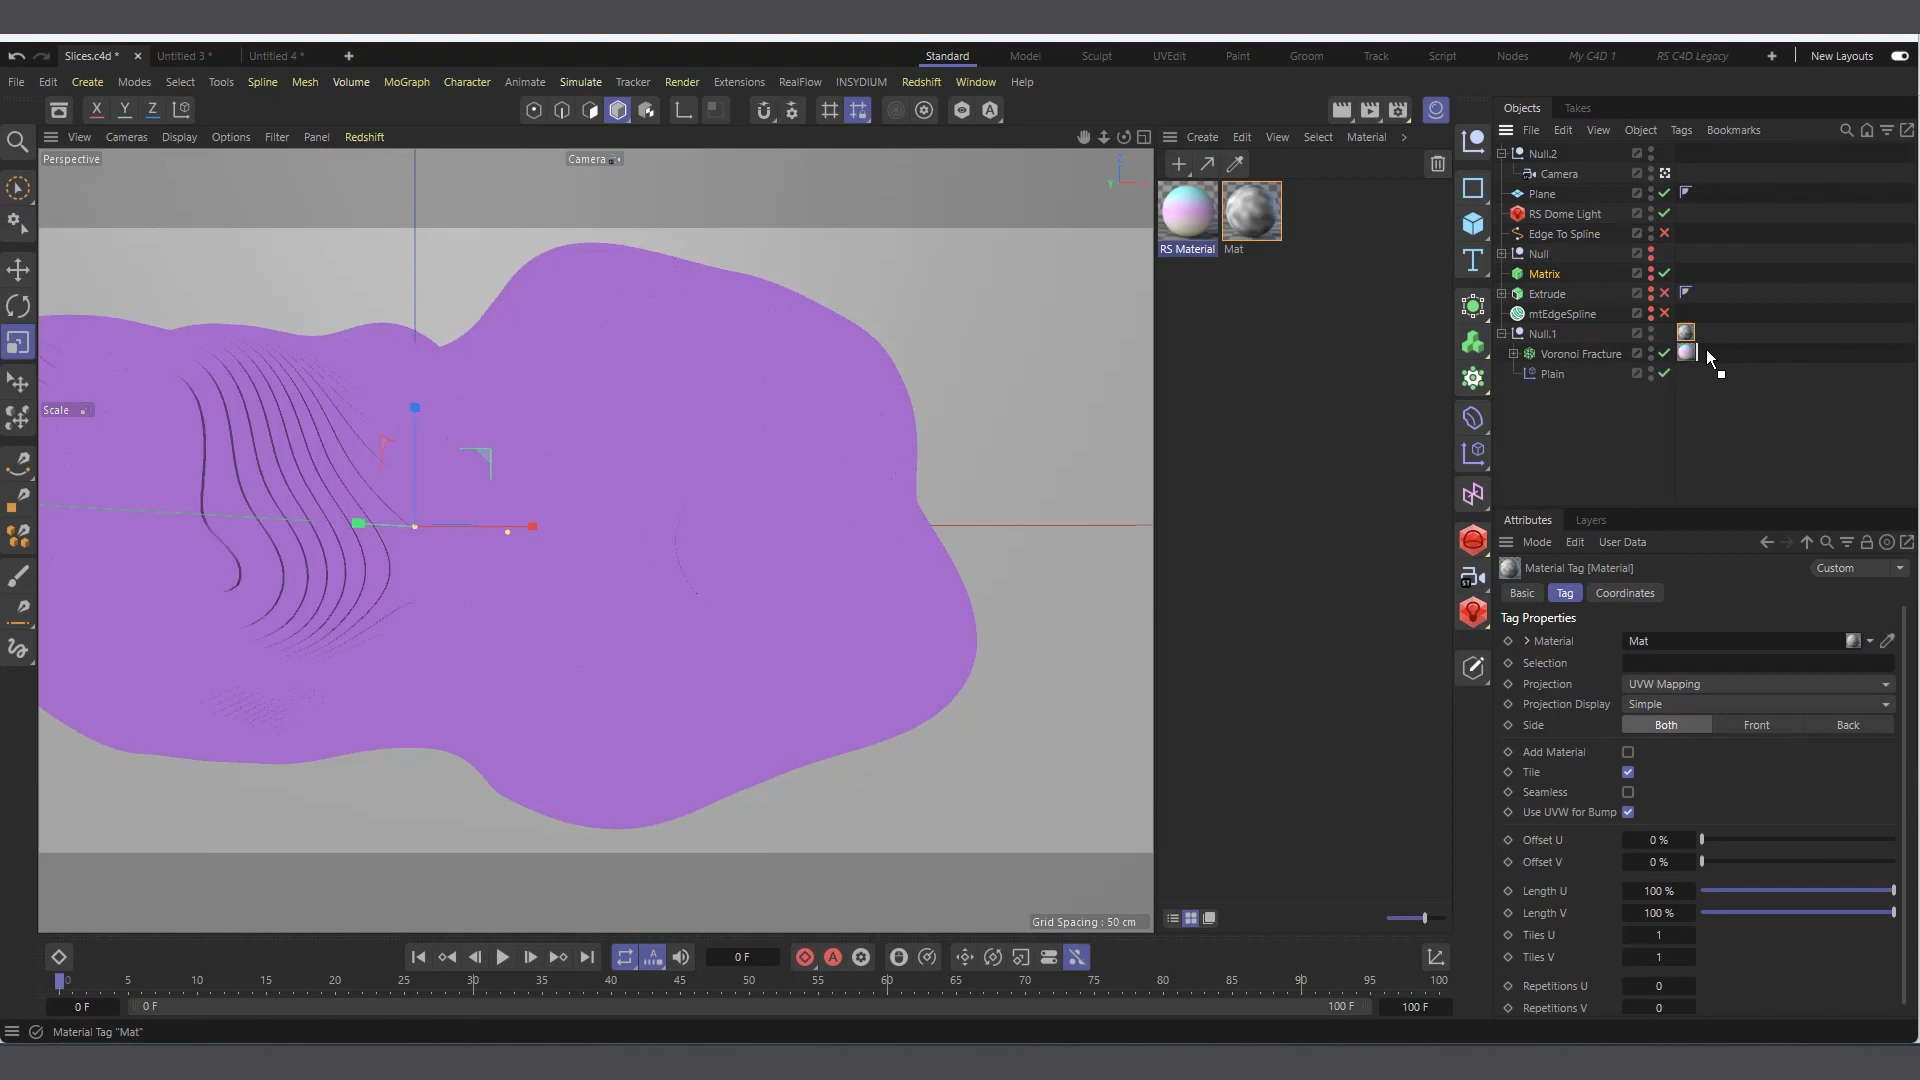 Slices.c4d * Untitled 3 * Untitled 4 *
Standard Model Sculpt UVEdit Paint Groom Track Script Nodes My C4D 1 RS C4D Legacy New Layouts
File Edit Create Modes Select Tools Spline Mesh Volume MoGraph Character Animate Simulate Tracker Render Extensions RealFlow INSYDIUM Redshift Window Help
X Y Z
View Cameras Display Options Filter Panel Redshift
Perspective
Camera
Z
Y
Scale
Grid Spacing : 50 cm
Create Edit View Select Material
RS Material Mat
Objects Takes
File Edit View Object Tags Bookmarks
Null.2
Camera
Plane
RS Dome Light
Edge To Spline
Null
Matrix
Extrude
mtEdgeSpline
Null.1
Voronoi Fracture
Plain
Attributes Layers
Mode Edit User Data
Material Tag [Material] Custom
Basic Tag Coordinates
Tag Properties
Material Mat
Selection
Projection UVW Mapping
Projection Display Simple
Side Both Front Back
Add Material
Tile
Seamless
Use UVW for Bump
Offset U 0 %
Offset V 0 %
Length U 100 %
Length V 100 %
Tiles U 1
Tiles V 1
Repetitions U 0
Repetitions V 0
0 F
0 5 10 15 20 25 30 35 40 45 50 55 60 65 70 75 80 85 90 95 100
0 F 0 F 100 F 100 F
Material Tag "Mat"